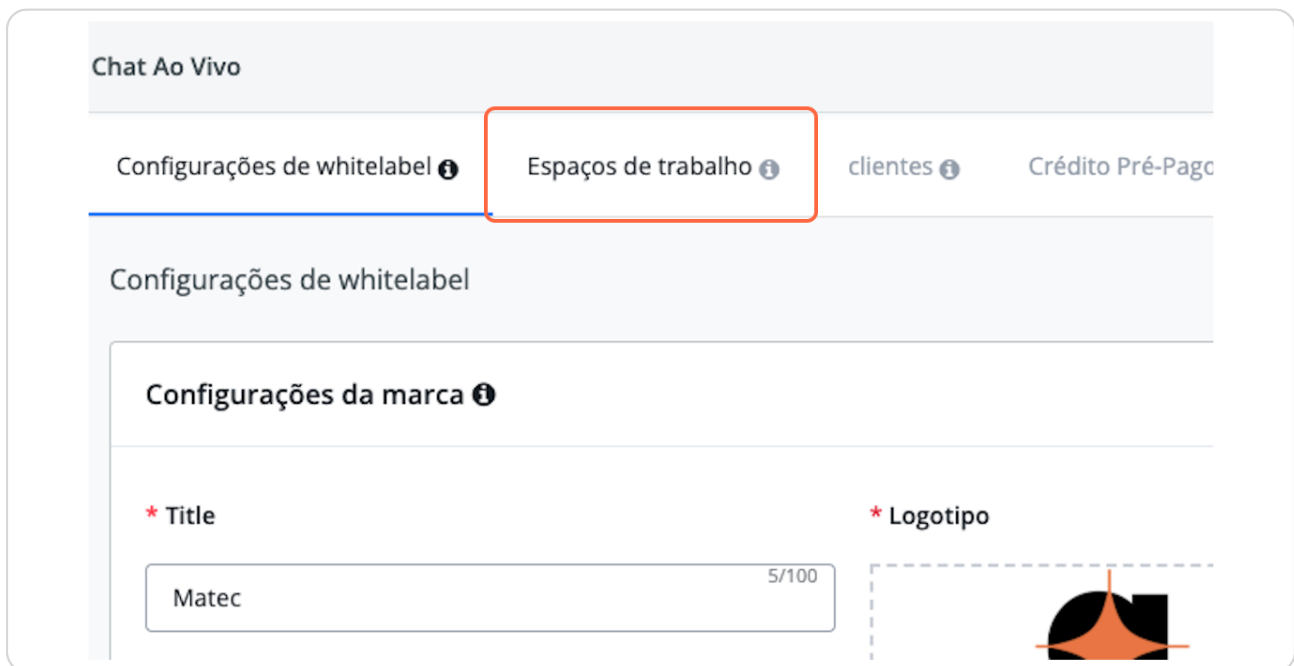 Chat Ao Vivo
Configurações de whitelabel Espaços de trabalho clientes Crédito Pré-Pago
Configurações de whitelabel
Configurações da marca
* Title * Logotipo
5/100
Matec